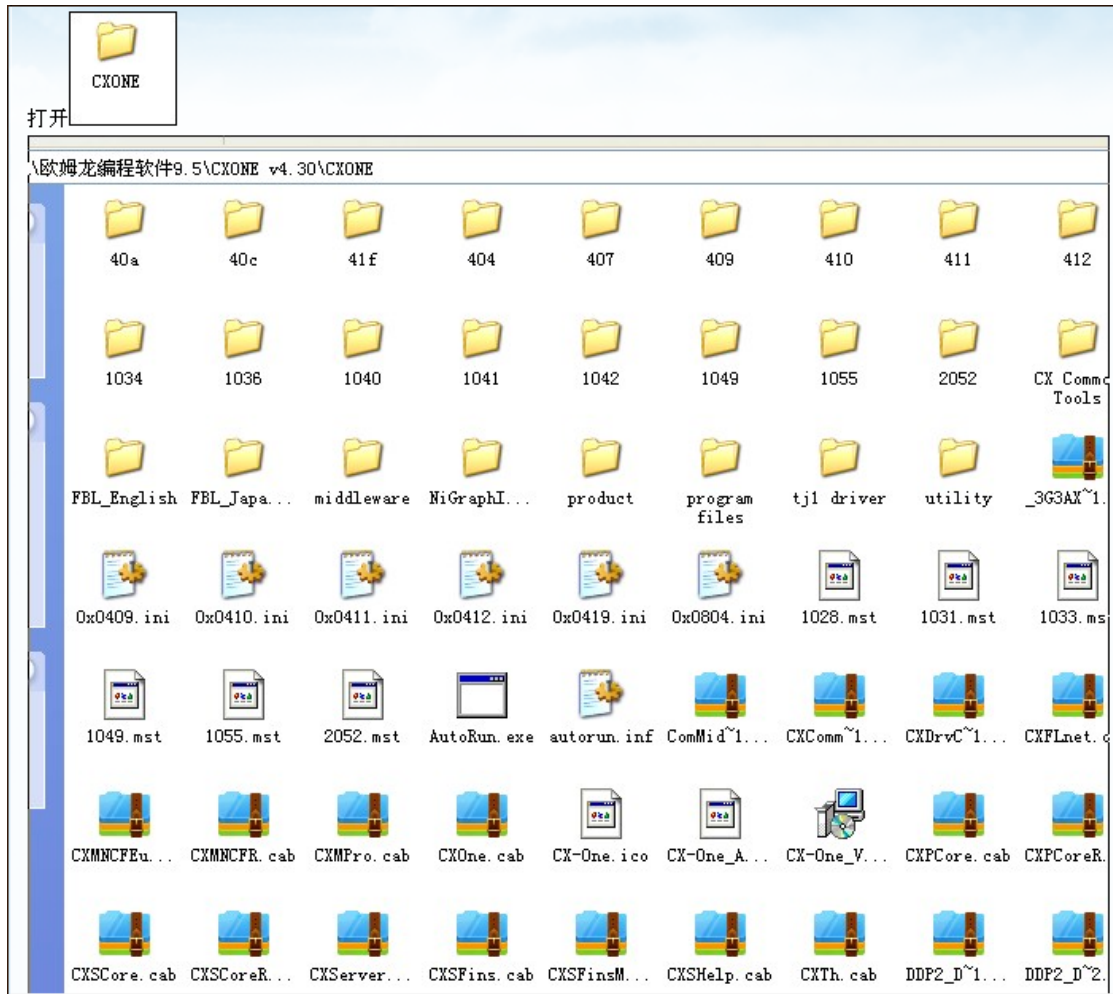 CXONE
打开
\欧姆龙编程软件9.5\CXONE v4.30\CXONE
40a 40c 41f 404 407 409 410 411 412
1034 1036 1040 1041 1042 1049 1055 2052 CX Commo
Tools
FBL_English FBL_Japa... middleware NiGraphI... product program tj1 driver utility _3G3AX~1.
files
0x0409.ini 0x0410.ini 0x0411.ini 0x0412.ini 0x0419.ini 0x0804.ini 1028.mst 1031.mst 1033.ms
1049.mst 1055.mst 2052.mst AutoRun.exe autorun.inf ComMid~1... CXComm~1... CXDrvC~1... CXFLnet.c
CXMNCFEu... CXMNCFR.cab CXMPro.cab CXOne.cab CX-One.ico CX-One_A... CX-One_V... CXPCore.cab CXPCoreR.
CXSCore.cab CXSCoreR... CXServer... CXSFins.cab CXSFinsM... CXSHelp.cab CXTh.cab DDP2_D~1... DDP2_D~2.